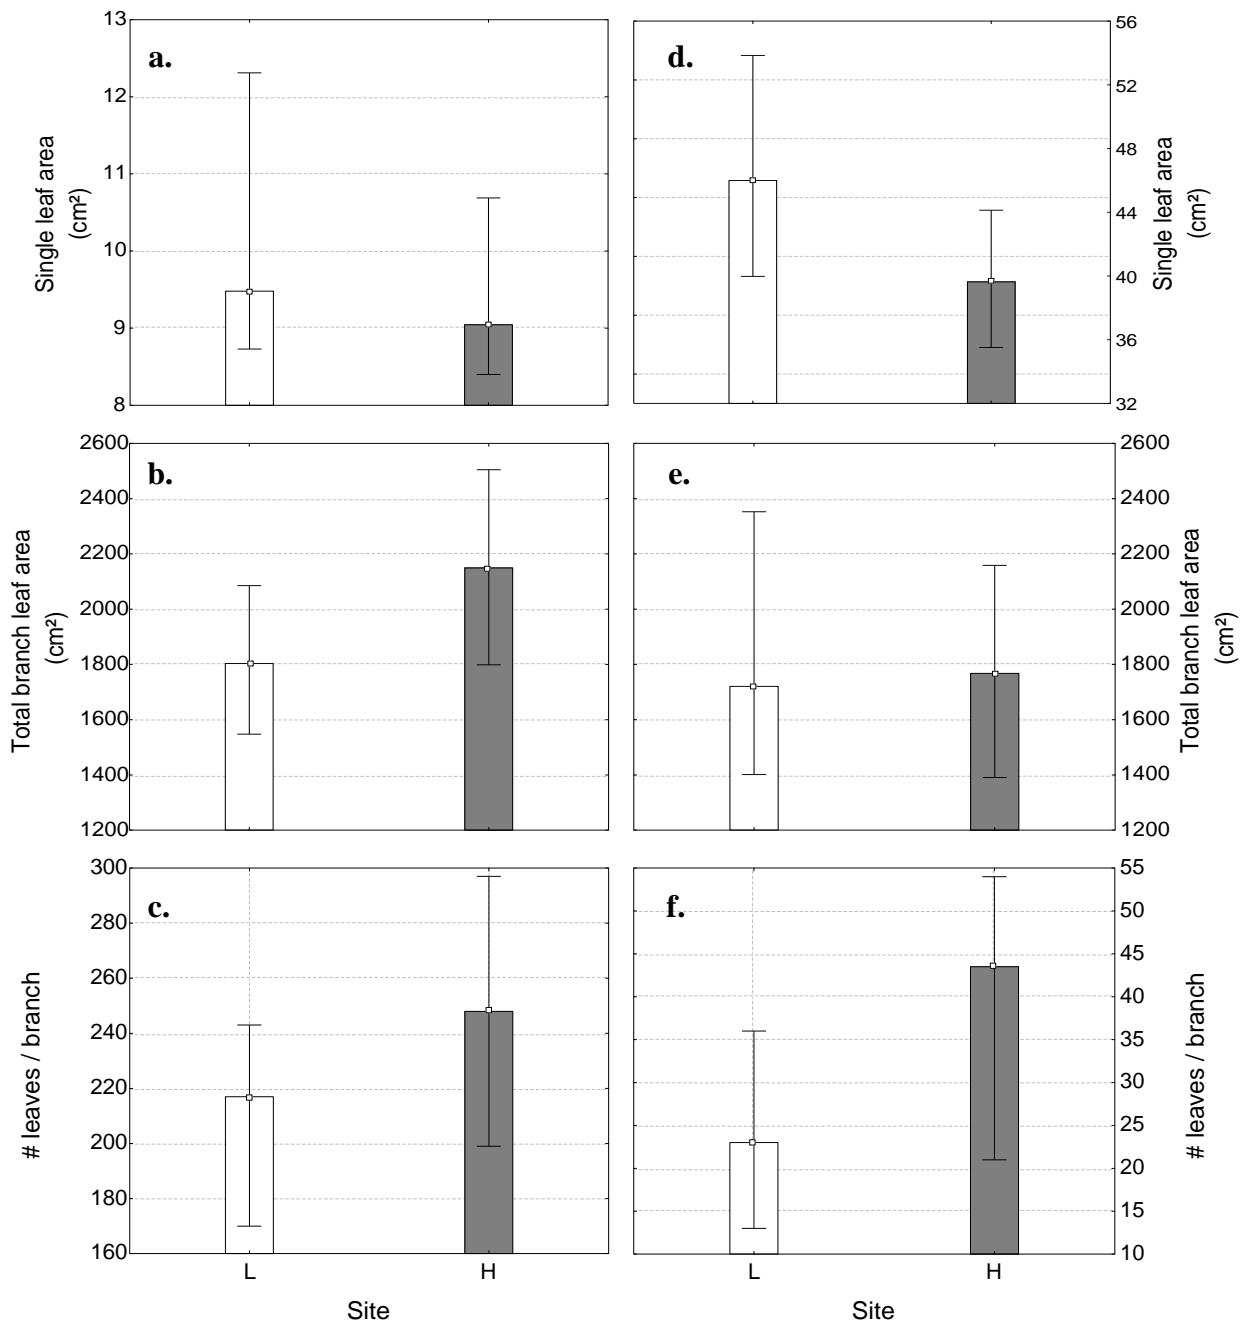 a.
13
12
11
10
9
8
Single leaf area
(cm²)
d.
56
52
48
44
40
36
32
Single leaf area
(cm²)
b.
2600
2400
2200
2000
1800
1600
1400
1200
Total branch leaf area
(cm²)
e.
2600
2400
2200
2000
1800
1600
1400
1200
Total branch leaf area
(cm²)
c.
300
280
260
240
220
200
180
160
# leaves / branch
L
H
Site
f.
55
50
45
40
35
30
25
20
15
10
# leaves / branch
L
H
Site